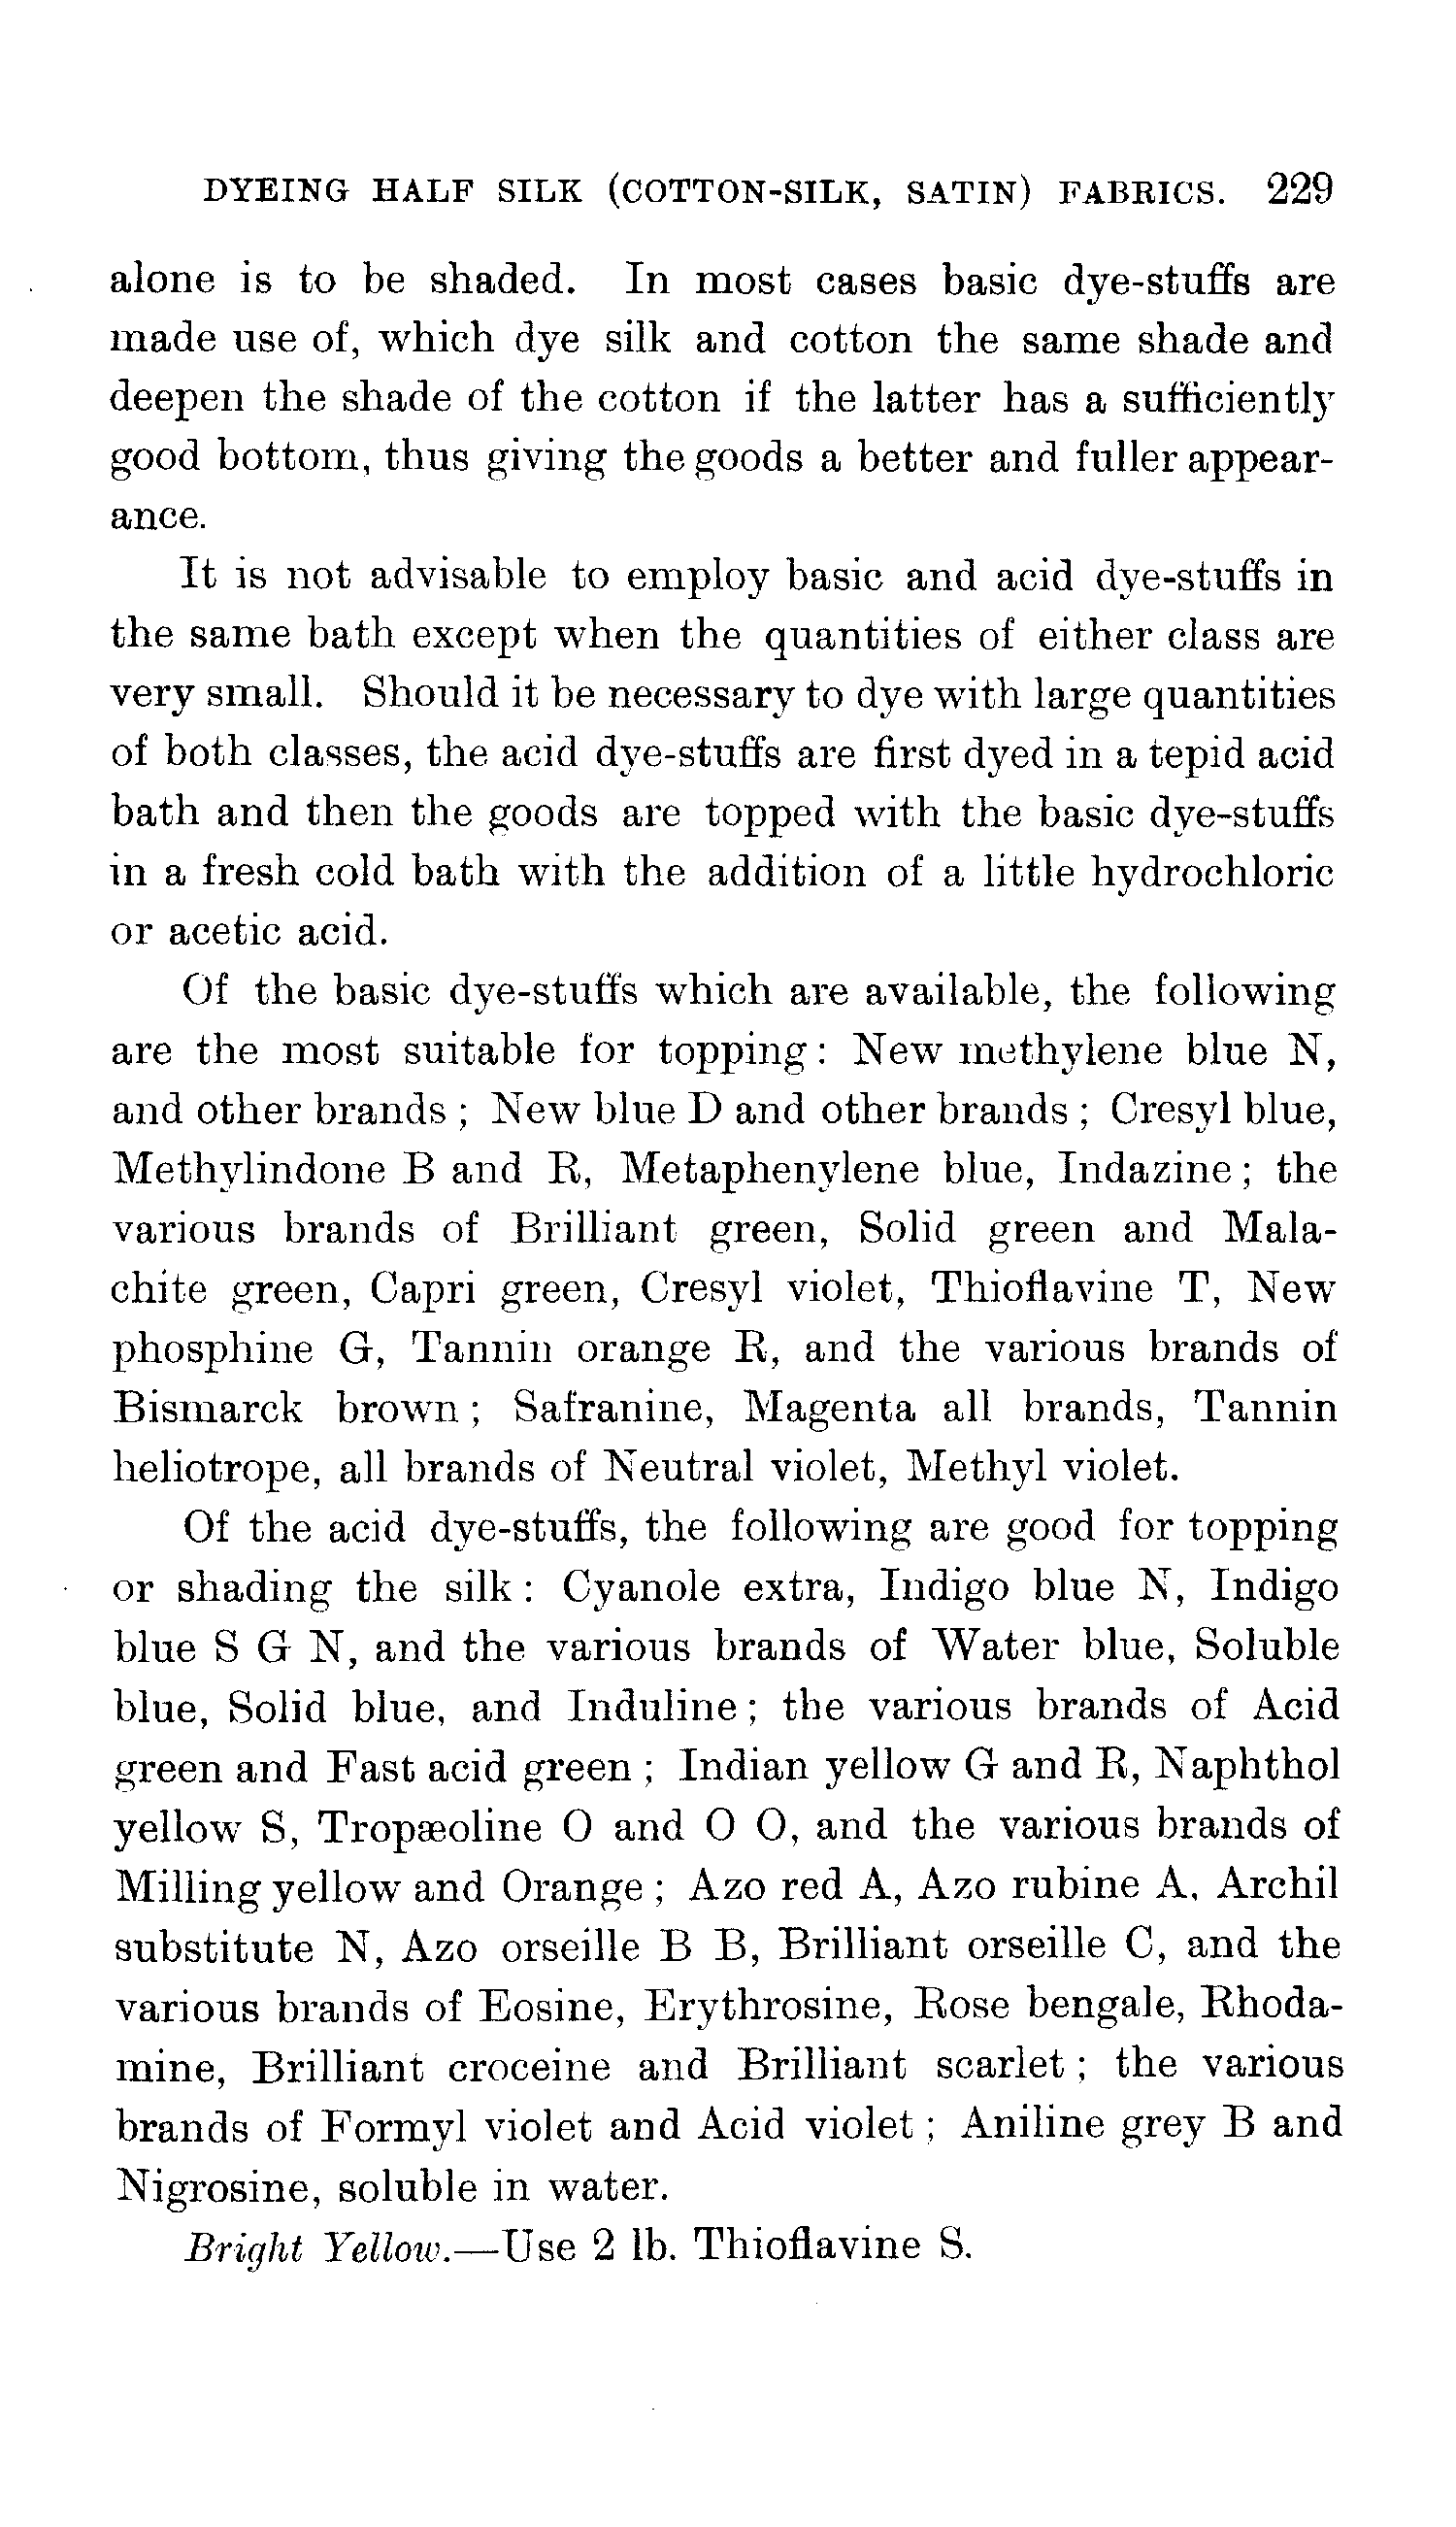 DYEING HALF SILK (COTTON-SILK, SATIN) FABRICS. 229
alone is to be shaded. In most cases basic dye-stuffs are
made use of, which dye silk and cotton the same shade and
deepen the shade of the cotton if the latter has a sufficiently
good bottom, thus giving the goods a better and fuller appear-
ance.
It is not advisable to employ basic and acid dye-stuffs in
the same bath except when the quantities of either class are
very small. Should it be necessary to dye with large quantities
of both classes, the acid dye-stuffs are first dyed in a tepid acid
bath and then the goods are topped with the basic dye-stuffs
in a fresh cold bath with the addition of a little hydrochloric
or acetic acid.
Of the basic dye-stuffs which are available, the following
are the most suitable for topping: New methylene blue N,
and other brands; New blue D and other brands; Cresyl blue,
Methylindone B and R, Metaphenylene blue, Indazine; the
various brands of Brilliant green, Solid green and Mala-
chite green, Capri green, Cresyl violet, Thioflavine T, New
phosphine G, Tannin orange R, and the various brands of
Bismarck brown; Safranine, Magenta all brands, Tannin
heliotrope, all brands of Neutral violet, Methyl violet.
Of the acid dye-stuffs, the following are good for topping
or shading the silk: Cyanole extra, Indigo blue N, Indigo
blue S G N, and the various brands of Water blue, Soluble
blue, Solid blue, and Induline; the various brands of Acid
green and Fast acid green; Indian yellow G and R, Naphthol
yellow S, Tropæoline O and O O, and the various brands of
Milling yellow and Orange; Azo red A, Azo rubine A, Archil
substitute N, Azo orseille B B, Brilliant orseille C, and the
various brands of Eosine, Erythrosine, Rose bengale, Rhoda-
mine, Brilliant croceine and Brilliant scarlet; the various
brands of Formyl violet and Acid violet; Aniline grey B and
Nigrosine, soluble in water.
Bright Yellow.—Use 2 lb. Thioflavine S.